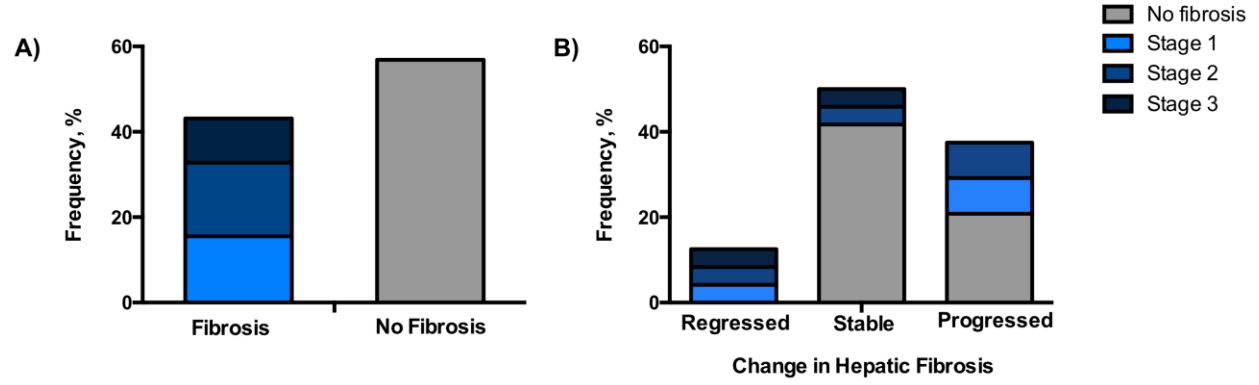 A)
Frequency, %
60
40
20
0
Fibrosis
No Fibrosis
B)
Frequency, %
60
40
20
0
Regressed
Stable
Progressed
Change in Hepatic Fibrosis
No fibrosis
Stage 1
Stage 2
Stage 3